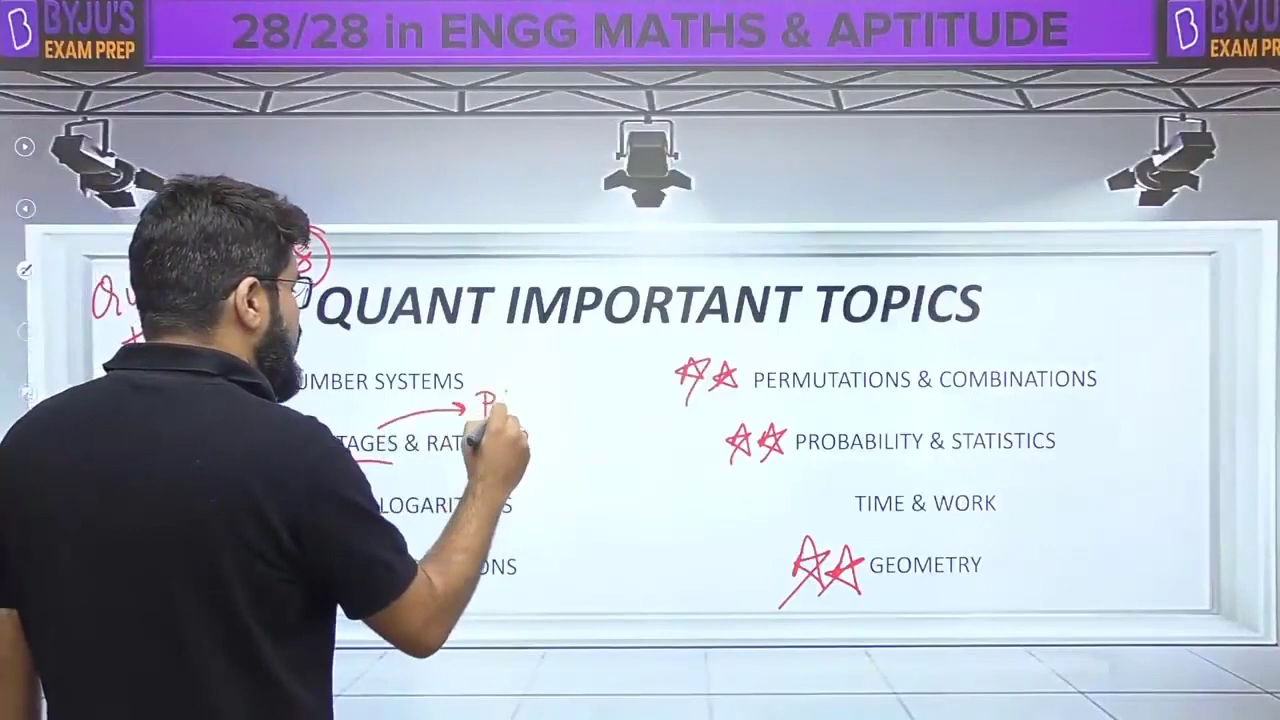 BYJU'S
EXAM PREP
28/28 in ENGG MATHS & APTITUDE
BYJU
EXAM PR
QUANT IMPORTANT TOPICS
UMBER SYSTEMS
TAGES & RAT
LOGARIT S
ONS
PERMUTATIONS & COMBINATIONS
PROBABILITY & STATISTICS
TIME & WORK
GEOMETRY